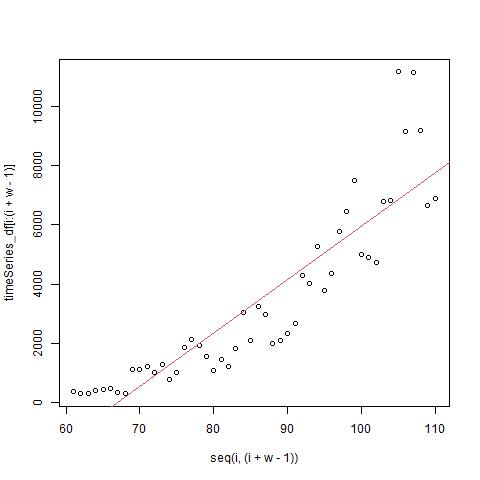 timeSeries_df[i:(i + w - 1)]
10000
8000
6000
4000
2000
0
60 70 80 90 100 110
seq(i, (i + w - 1))